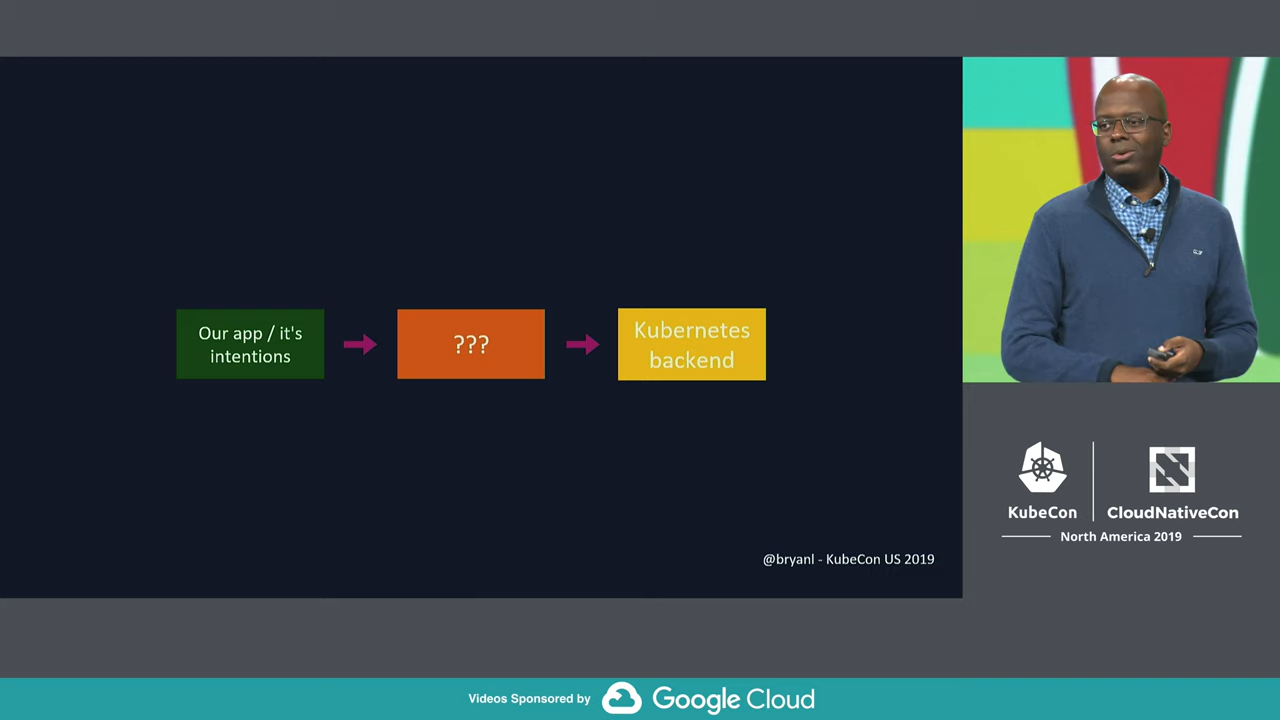 Our app / it's
intentions
???
Kubernetes
backend
@bryanl - KubeCon US 2019
KubeCon
CloudNativeCon
North America 2019
Videos Sponsored by
Google Cloud